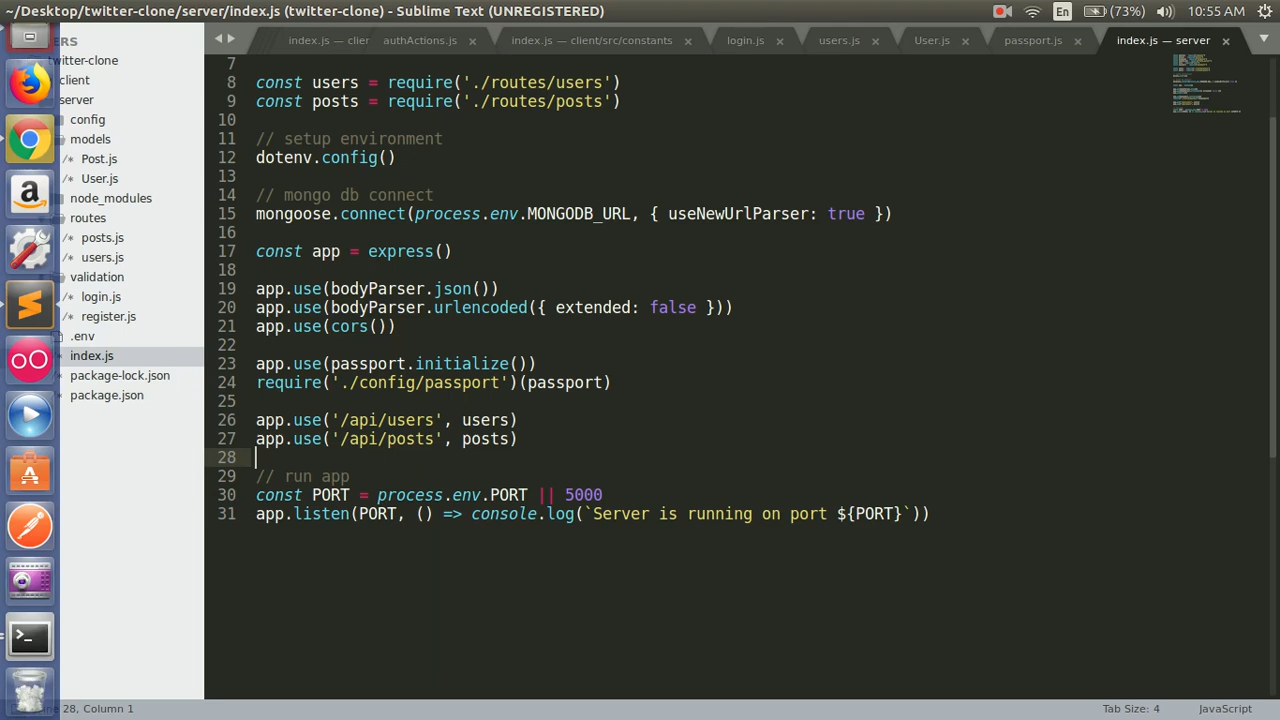 ~/Desktop/twitter-clone/server/index.js (twitter-clone) - Sublime Text (UNREGISTERED)
En
(73%)
10:55 AM
index.js — clien
authActions.js
index.js — client/src/constants
login.js
users.js
User.js
passport.js
index.js — server
ERS
twitter-clone
client
server
config
models
/* Post.js
/* User.js
node_modules
routes
/* posts.js
/* users.js
validation
/* login.js
/* register.js
.env
index.js
package-lock.json
package.json
7
8 const users = require('./routes/users')
9 const posts = require('./routes/posts')
10
11 // setup environment
12 dotenv.config()
13
14 // mongo db connect
15 mongoose.connect(process.env.MONGODB_URL, { useNewUrlParser: true })
16
17 const app = express()
18
19 app.use(bodyParser.json())
20 app.use(bodyParser.urlencoded({ extended: false }))
21 app.use(cors())
22
23 app.use(passport.initialize())
24 require('./config/passport')(passport)
25
26 app.use('/api/users', users)
27 app.use('/api/posts', posts)
28
29 // run app
30 const PORT = process.env.PORT || 5000
31 app.listen(PORT, () => console.log(`Server is running on port ${PORT}`))
ne 28, Column 1
Tab Size: 4
JavaScript